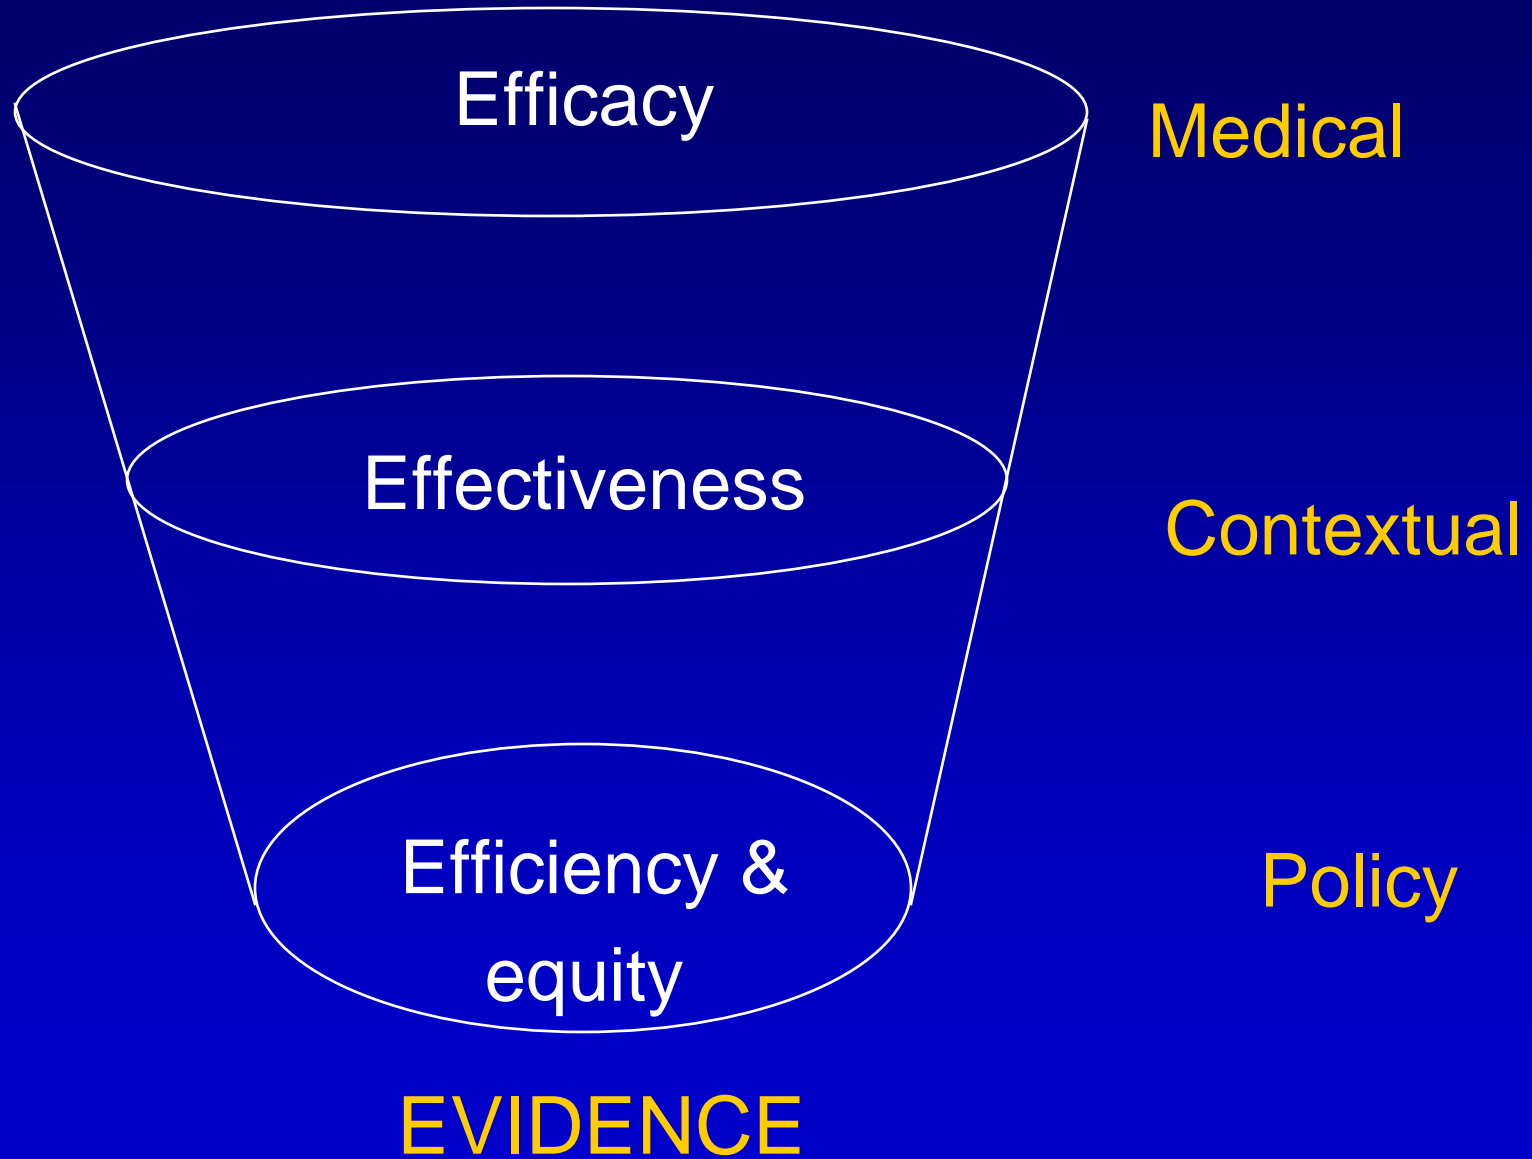 Efficacy
Medical
Effectiveness
Contextual
Efficiency &
equity
Policy
EVIDENCE